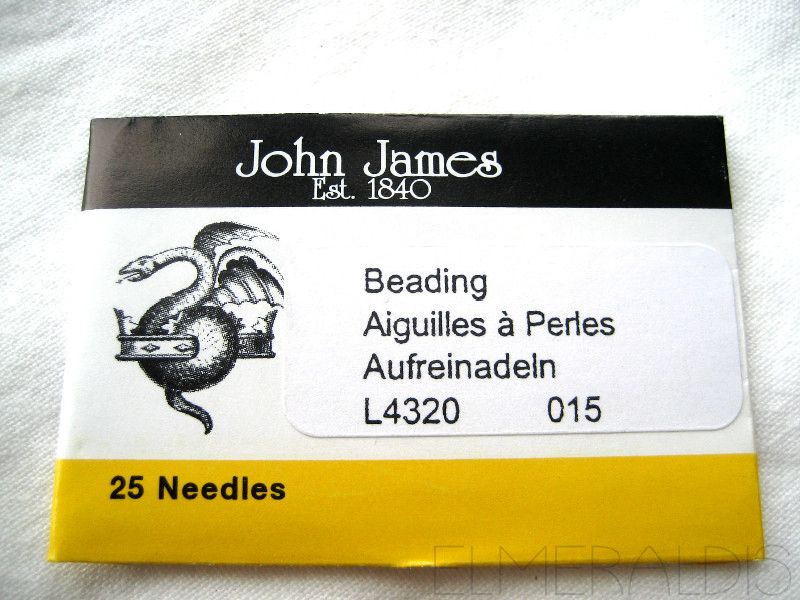 John James
Est. 1840
Beading
Aiguilles à Perles
Aufreinadeln
L4320 015
25 Needles
ELMERALDIS